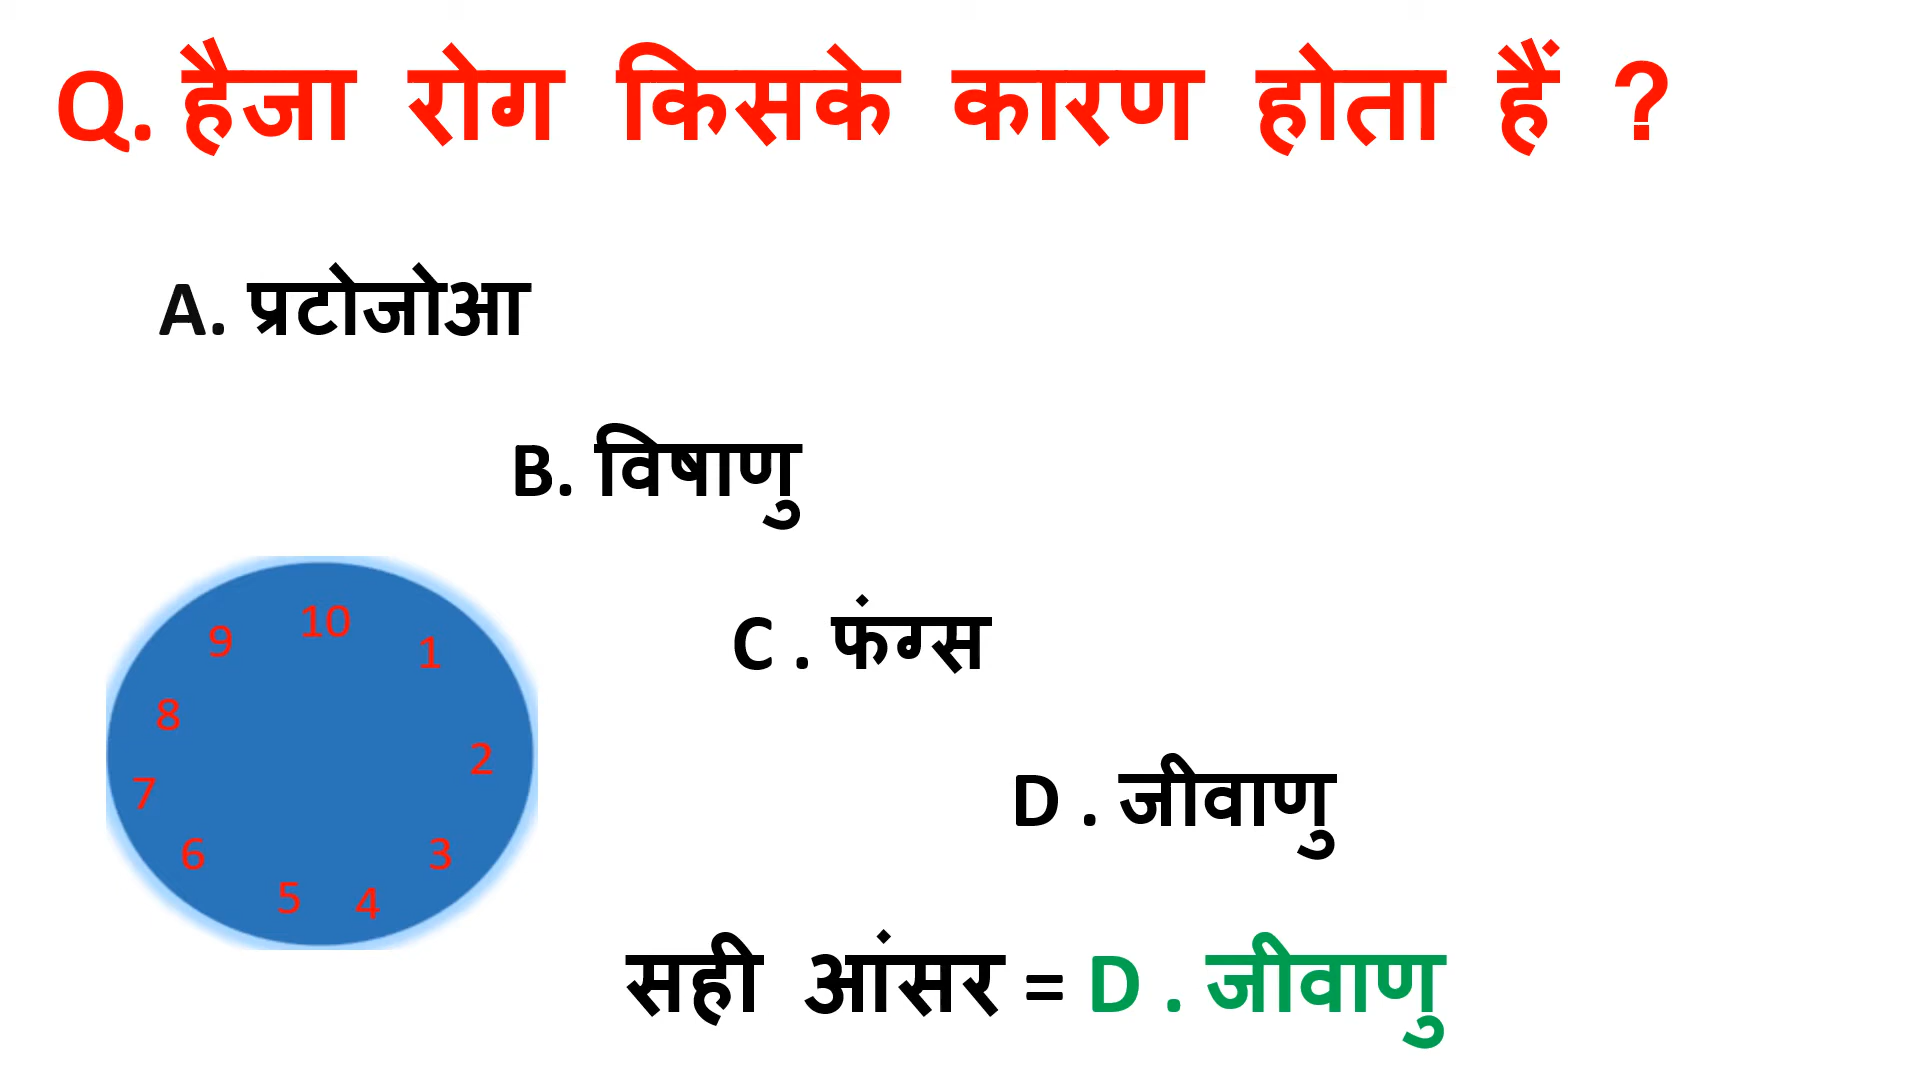 Q. हैजा रोग किसके कारण होता हैं ?
A. प्रटोजोआ
B. विषाणु
C . फंग्स
D . जीवाणु
10
9
1
8
2
7
6
3
5
4
सही आंसर = D . जीवाणु